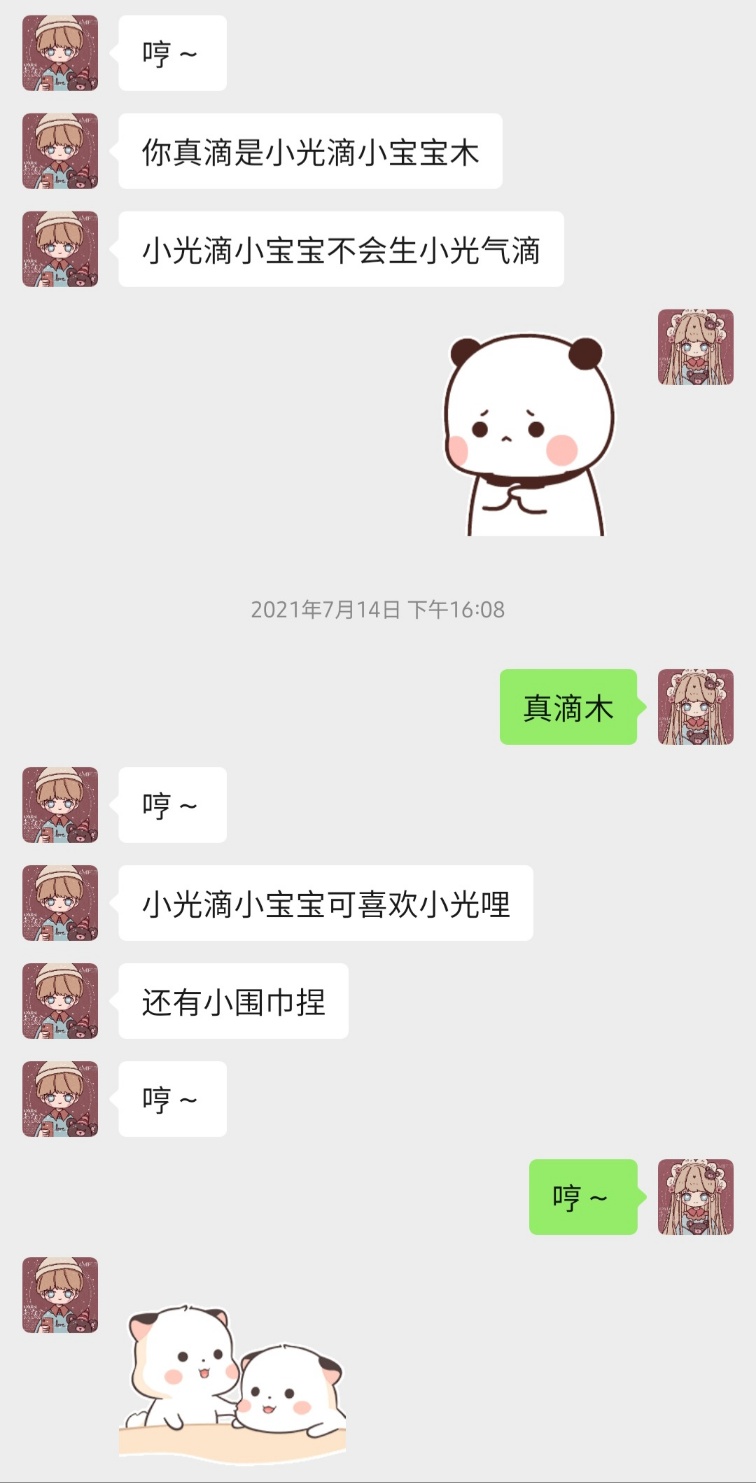 哼~
你真滴是小光滴小宝宝木
小光滴小宝宝不会生小光气滴
2021年7月14日 下午16:08
真滴木
哼~
小光滴小宝宝可喜欢小光哩
还有小围巾捏
哼~
哼~